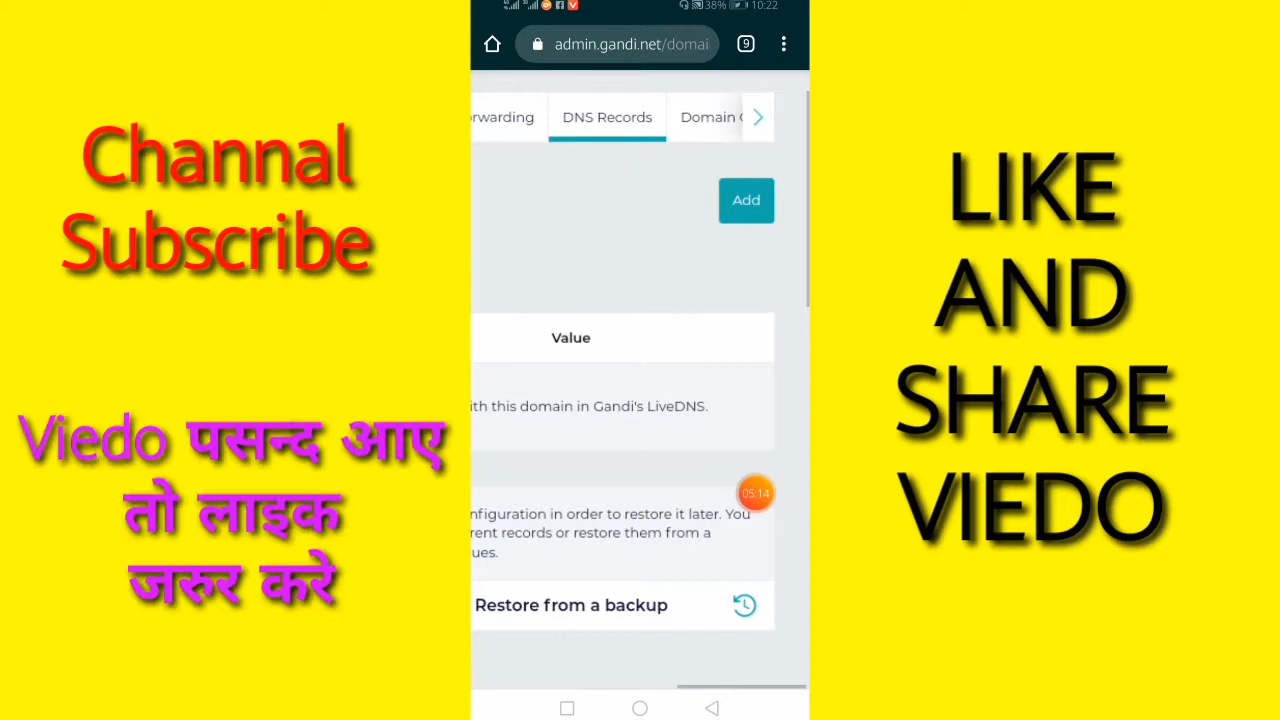 Channal
Subscribe
Viedo पसन्द आए
तो लाइक
जरुर करे
38% 10:22
admin.gandi.net/domai
9
rwarding DNS Records Domain
Add
Value
ith this domain in Gandi's LiveDNS.
05:14
nfiguration in order to restore it later. You
rent records or restore them from a
ues.
Restore from a backup
LIKE
AND
SHARE
VIEDO